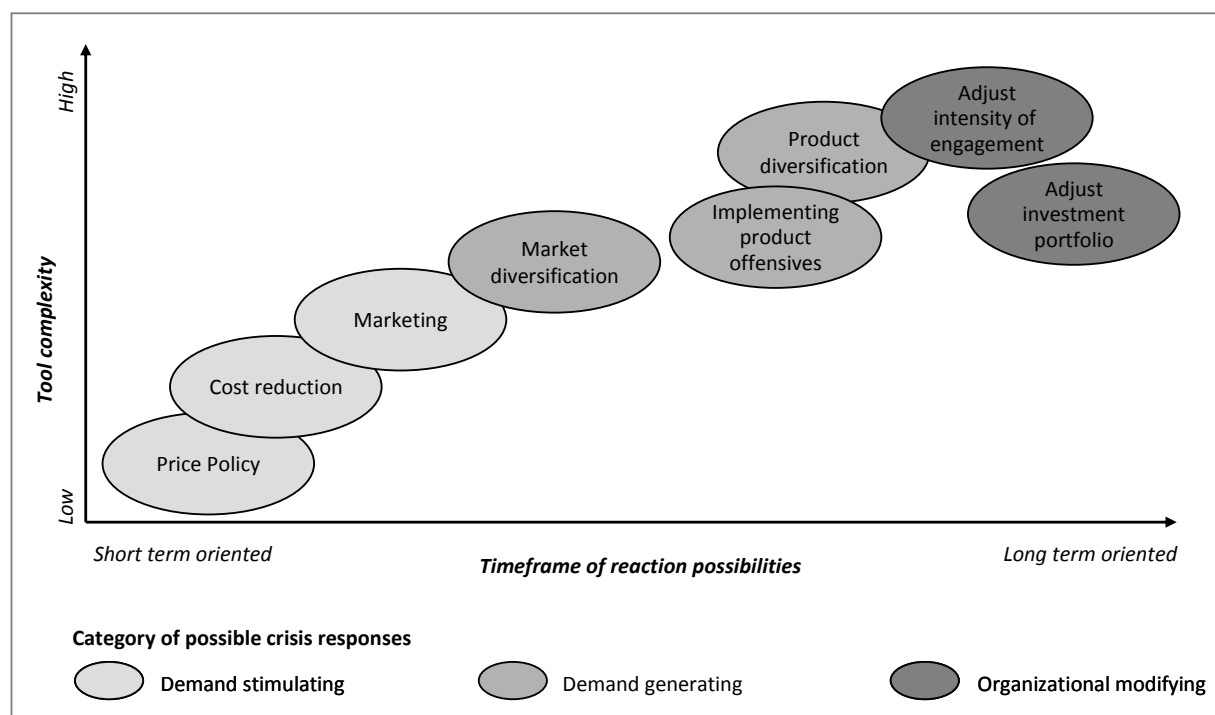 High
Tool complexity
Low
Adjust
intensity of
engagement
Product
diversification
Adjust
investment
portfolio
Implementing
product
offensives
Market
diversification
Marketing
Cost reduction
Price Policy
Short term oriented
Timeframe of reaction possibilities
Long term oriented
Category of possible crisis responses
Demand stimulating
Demand generating
Organizational modifying